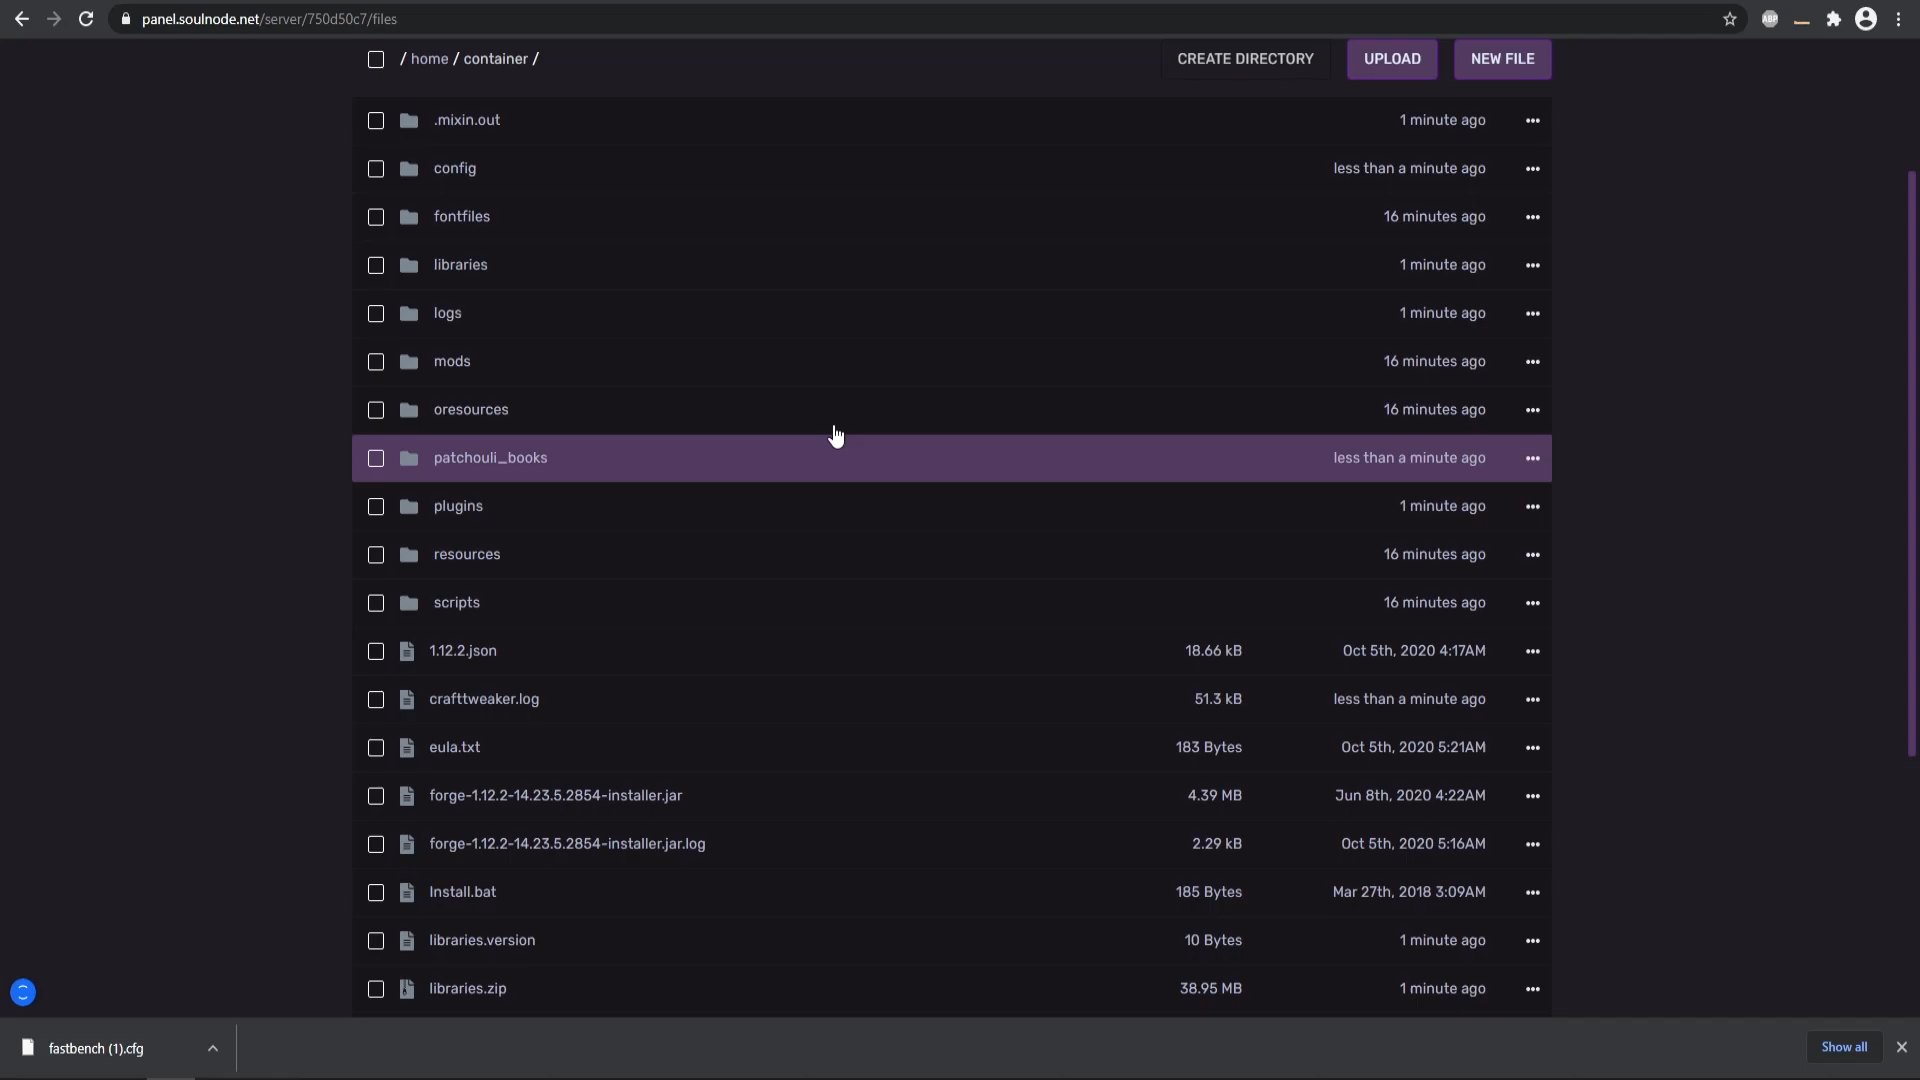 panel.soulnode.net/server/750d50c7/files
ABP
/ home / container /
CREATE DIRECTORY
UPLOAD
NEW FILE
.mixin.out 1 minute ago
config less than a minute ago
fontfiles 16 minutes ago
libraries 1 minute ago
logs 1 minute ago
mods 16 minutes ago
oresources 16 minutes ago
patchouli_books less than a minute ago
plugins 1 minute ago
resources 16 minutes ago
scripts 16 minutes ago
1.12.2.json 18.66 kB Oct 5th, 2020 4:17AM
crafttweaker.log 51.3 kB less than a minute ago
eula.txt 183 Bytes Oct 5th, 2020 5:21AM
forge-1.12.2-14.23.5.2854-installer.jar 4.39 MB Jun 8th, 2020 4:22AM
forge-1.12.2-14.23.5.2854-installer.jar.log 2.29 kB Oct 5th, 2020 5:16AM
Install.bat 185 Bytes Mar 27th, 2018 3:09AM
libraries.version 10 Bytes 1 minute ago
libraries.zip 38.95 MB 1 minute ago
fastbench (1).cfg
Show all